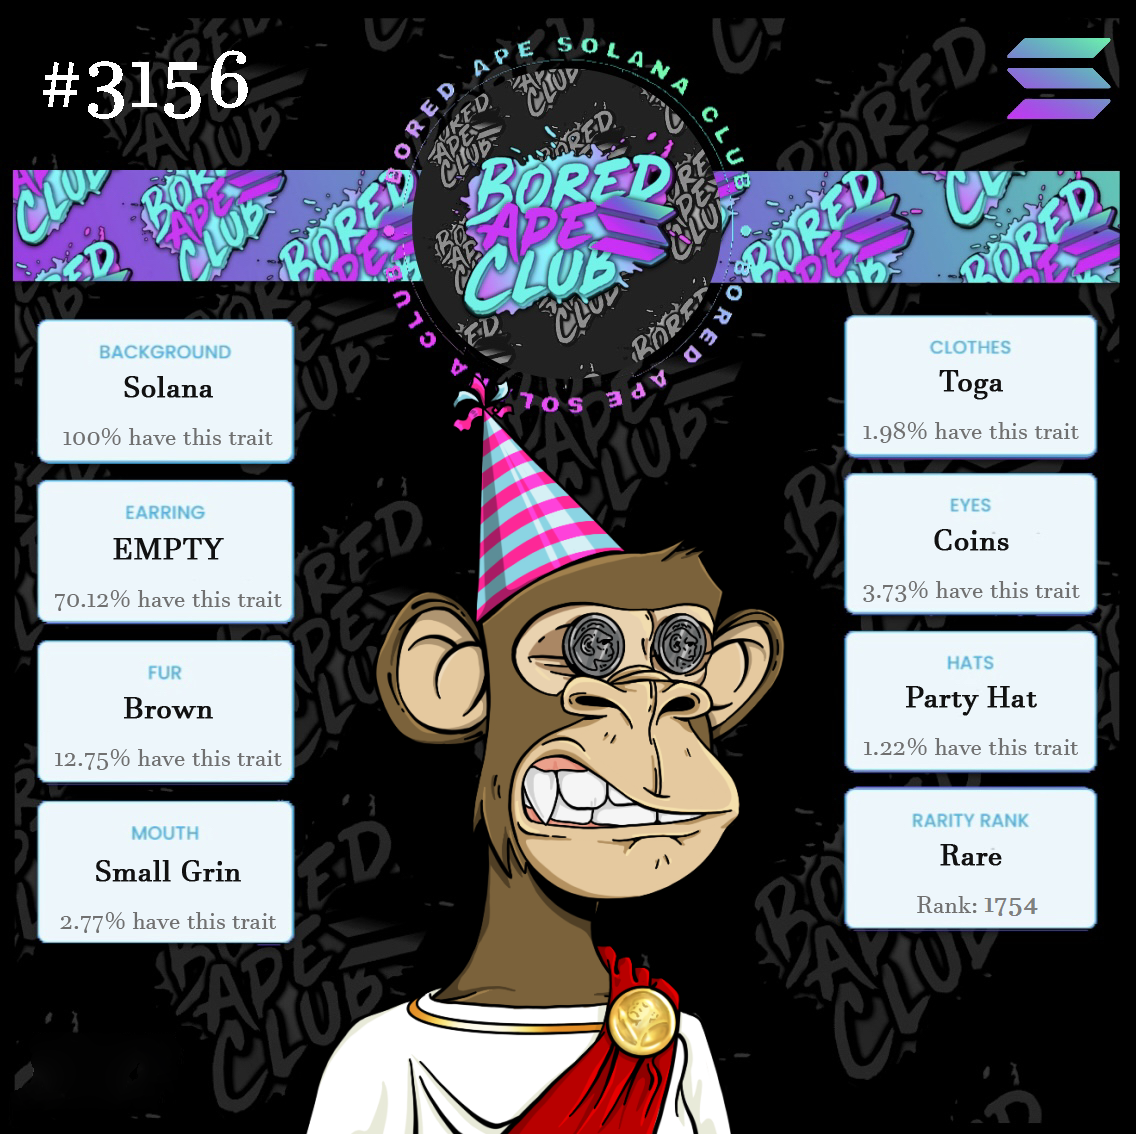 #3156
BORED APE SOLANA CLUB
BORED APE SOLANA CLUB
BORED
APE
CLUB
BACKGROUND
Solana
100% have this trait
EARRING
EMPTY
70.12% have this trait
FUR
Brown
12.75% have this trait
MOUTH
Small Grin
2.77% have this trait
CLOTHES
Toga
1.98% have this trait
EYES
Coins
3.73% have this trait
HATS
Party Hat
1.22% have this trait
RARITY RANK
Rare
Rank: 1754